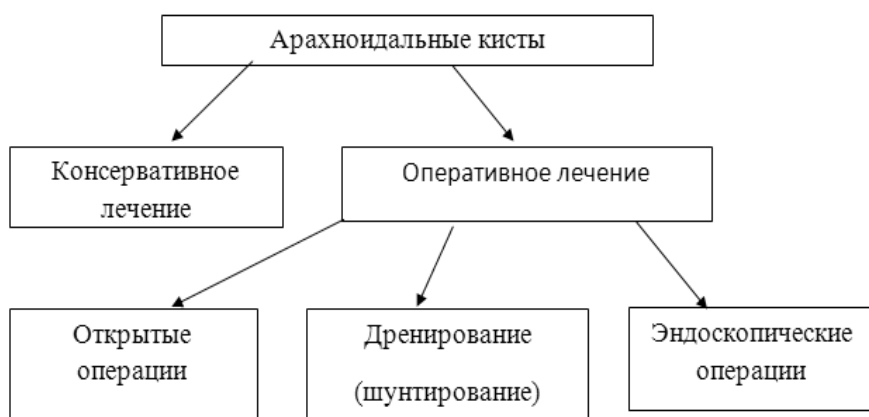 Арахноидальные кисты
Консервативное
лечение
Оперативное лечение
Открытые
операции
Дренирование
(шунтирование)
Эндоскопические
операции